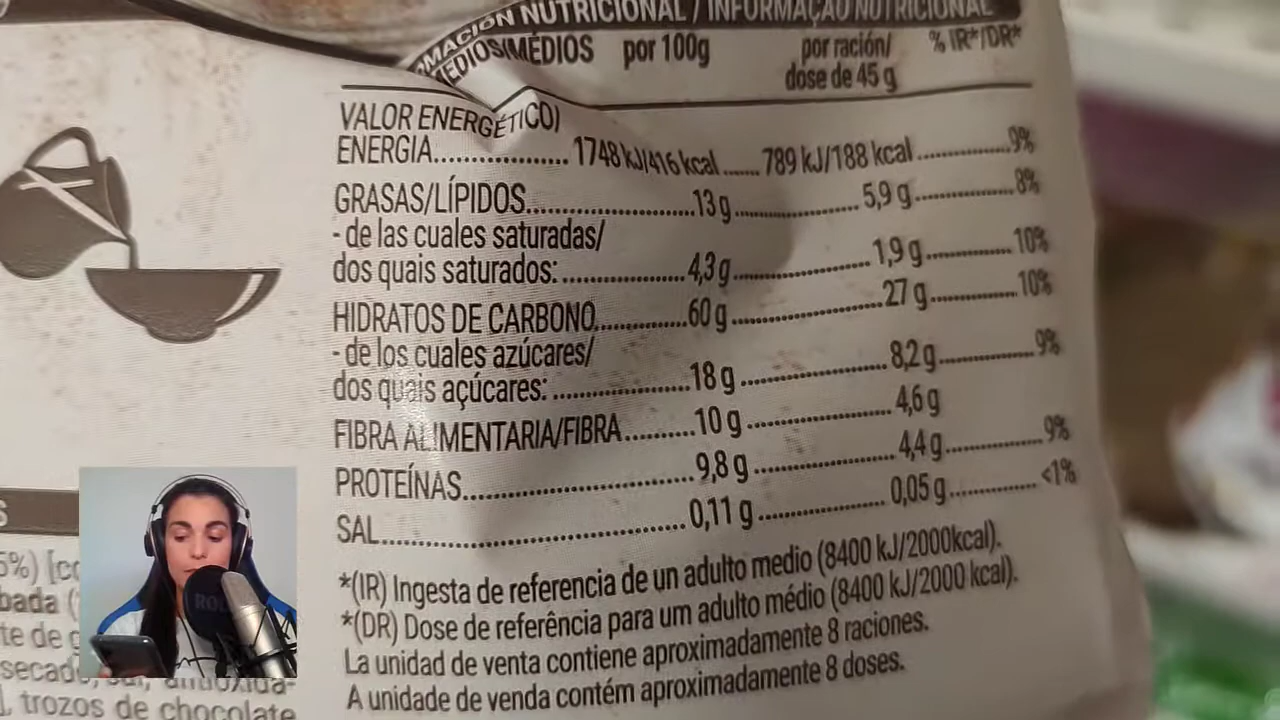 INFORMACIÓN NUTRICIONAL / INFORMAÇÃO NUTRICIONAL
MEDIOS/MÉDIOS por 100g por ración/ % IR*/DR*
dose de 45 g
VALOR ENERGÉTICO/
ENERGIA.................. 1748 kJ/416 kcal...... 789 kJ/188 kcal.............9%
GRASAS/LÍPIDOS.......................13 g................. 5,9 g.............8%
- de las cuales saturadas/
dos quais saturados:................4,3 g................. 1,9 g............10%
HIDRATOS DE CARBONO.............60 g....................27 g............10%
- de los cuales azúcares/
dos quais açúcares:..................18 g.................... 8,2 g............9%
FIBRA ALIMENTARIA/FIBRA..........10 g.................... 4,6 g
PROTEÍNAS..............................9,8 g.................... 4,4 g............9%
SAL.......................................0,11 g.................. 0,05 g............<1%
*(IR) Ingesta de referencia de un adulto medio (8400 kJ/2000kcal).
*(DR) Dose de referência para um adulto médio (8400 kJ/2000 kcal).
La unidad de venta contiene aproximadamente 8 raciones.
A unidade de venda contém aproximadamente 8 doses.
5%)
te de
trozos de chocolate